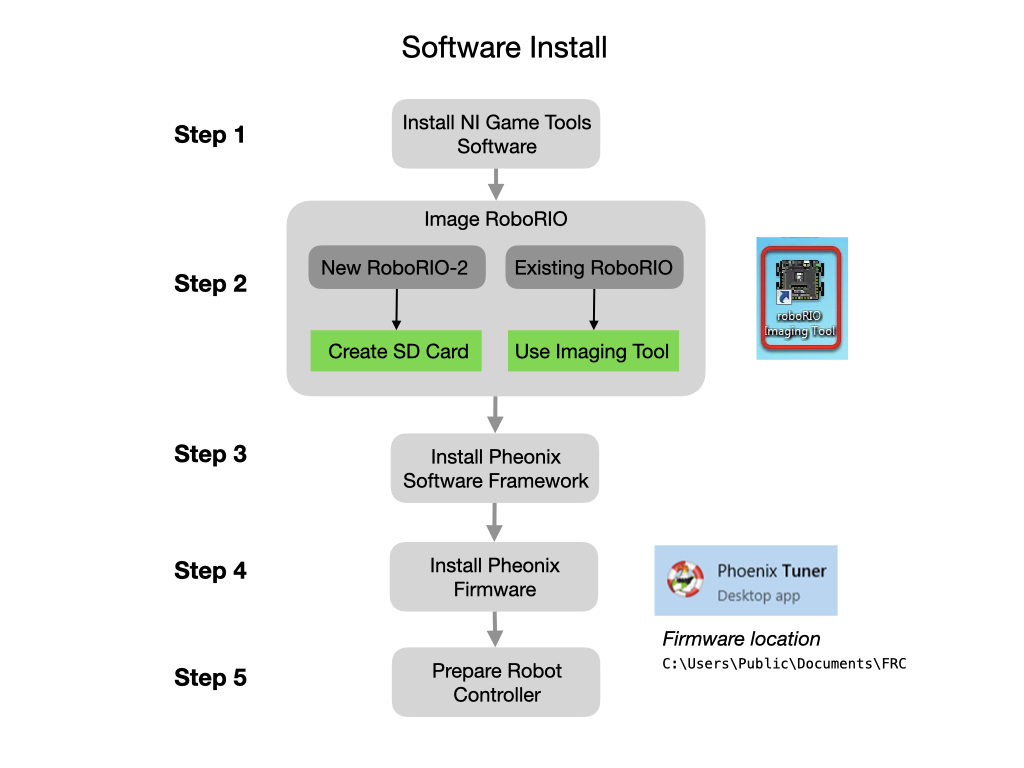 Software Install
Step 1
Install NI Game Tools
Software
Image RoboRIO
Step 2
New RoboRIO-2
Existing RoboRIO
Create SD Card
Use Imaging Tool
roboRIO
Imaging Tool
Step 3
Install Pheonix
Software Framework
Step 4
Install Pheonix
Firmware
Phoenix Tuner
Desktop app
Firmware location
C:\Users\Public\Documents\FRC
Step 5
Prepare Robot
Controller